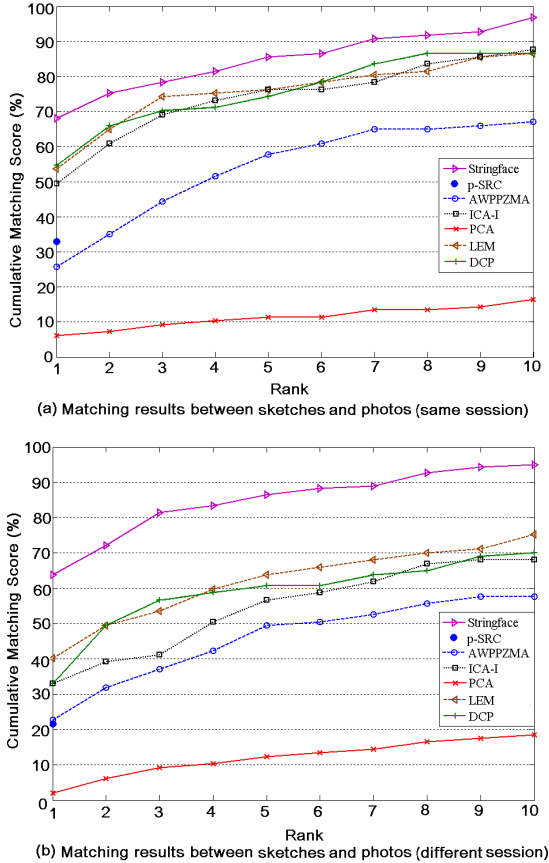 100
90
80
70
60
50
40
30
20
10
0
Cumulative Matching Score (%)
Stringface
p-SRC
AWPPZMA
ICA-I
PCA
LEM
DCP
1 2 3 4 5 6 7 8 9 10
Rank
(a) Matching results between sketches and photos (same session)
100
90
80
70
60
50
40
30
20
10
0
Cumulative Matching Score (%)
Stringface
p-SRC
AWPPZMA
ICA-I
PCA
LEM
DCP
1 2 3 4 5 6 7 8 9 10
Rank
(b) Matching results between sketches and photos (different session)